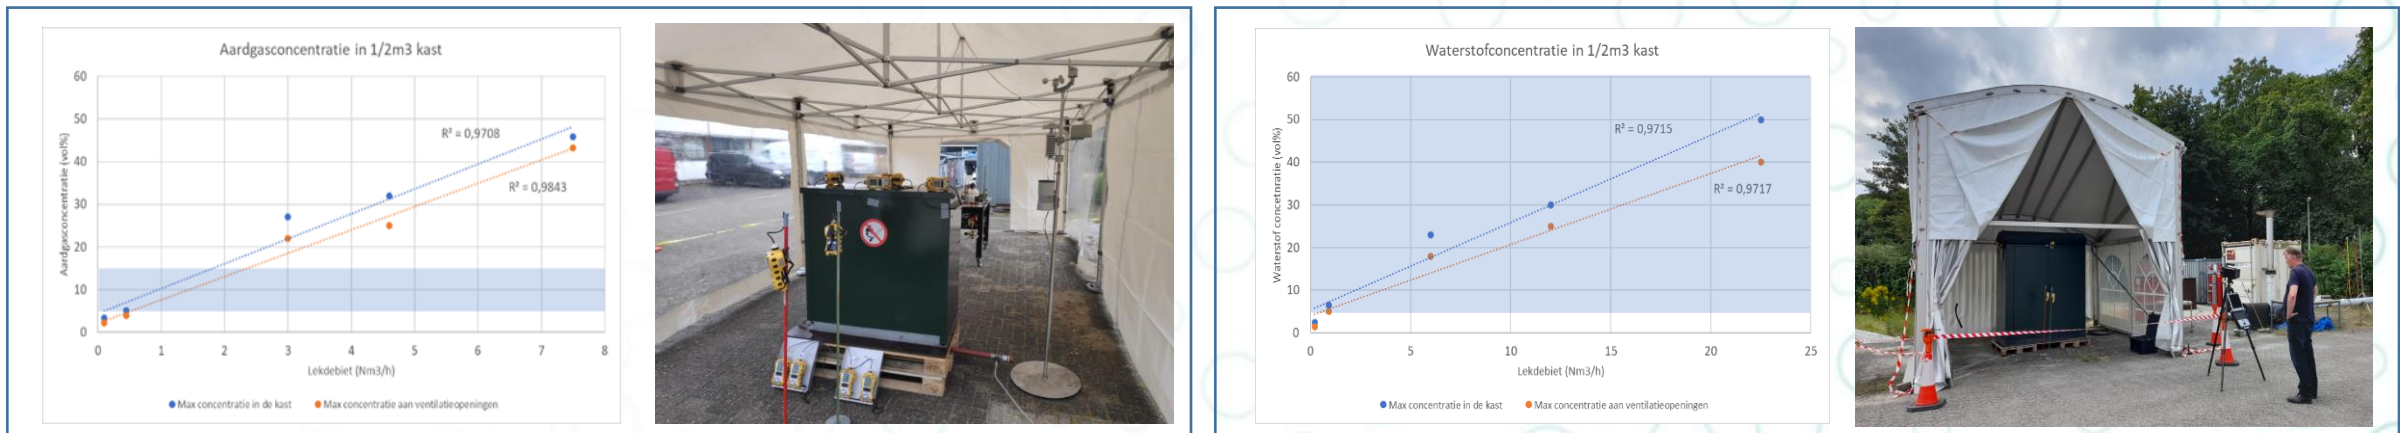 Aardgasconcentratie in 1/2m3 kast
Aardgasconcentratie (vol%)
60
50
40
30
20
10
0
R² = 0,9708
R² = 0,9843
0 1 2 3 4 5 6 7 8
Lekdebiet (Nm3/h)
Max concentratie in de kast Max concentratie aan ventilatieopeningen
Waterstofconcentratie in 1/2m3 kast
Waterstof concetnratie (vol%)
60
50
40
30
20
10
0
R² = 0,9715
R² = 0,9717
0 5 10 15 20 25
Lekdebiet (Nm3/h)
Max concentratie in de kast Max concentratie aan ventilatieopeningen